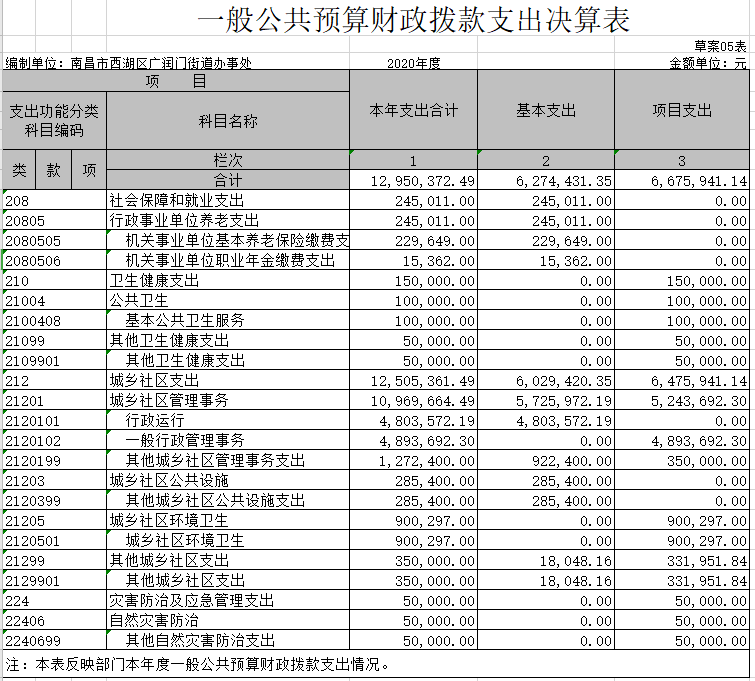 一般公共预算财政拨款支出决算表
草案05表
编制单位：南昌市西湖区广润门街道办事处 2020年度 金额单位：元
项 目 本年支出合计 基本支出 项目支出
支出功能分类科目编码 科目名称
类 款 项 栏次 1 2 3
合计 12,950,372.49 6,274,431.35 6,675,941.14
208 社会保障和就业支出 245,011.00 245,011.00 0.00
20805 行政事业单位养老支出 245,011.00 245,011.00 0.00
2080505 机关事业单位基本养老保险缴费支 229,649.00 229,649.00 0.00
2080506 机关事业单位职业年金缴费支出 15,362.00 15,362.00 0.00
210 卫生健康支出 150,000.00 0.00 150,000.00
21004 公共卫生 100,000.00 0.00 100,000.00
2100408 基本公共卫生服务 100,000.00 0.00 100,000.00
21099 其他卫生健康支出 50,000.00 0.00 50,000.00
2109901 其他卫生健康支出 50,000.00 0.00 50,000.00
212 城乡社区支出 12,505,361.49 6,029,420.35 6,475,941.14
21201 城乡社区管理事务 10,969,664.49 5,725,972.19 5,243,692.30
2120101 行政运行 4,803,572.19 4,803,572.19 0.00
2120102 一般行政管理事务 4,893,692.30 0.00 4,893,692.30
2120199 其他城乡社区管理事务支出 1,272,400.00 922,400.00 350,000.00
21203 城乡社区公共设施 285,400.00 285,400.00 0.00
2120399 其他城乡社区公共设施支出 285,400.00 285,400.00 0.00
21205 城乡社区环境卫生 900,297.00 0.00 900,297.00
2120501 城乡社区环境卫生 900,297.00 0.00 900,297.00
21299 其他城乡社区支出 350,000.00 18,048.16 331,951.84
2129901 其他城乡社区支出 350,000.00 18,048.16 331,951.84
224 灾害防治及应急管理支出 50,000.00 0.00 50,000.00
22406 自然灾害防治 50,000.00 0.00 50,000.00
2240699 其他自然灾害防治支出 50,000.00 0.00 50,000.00
注：本表反映部门本年度一般公共预算财政拨款支出情况。